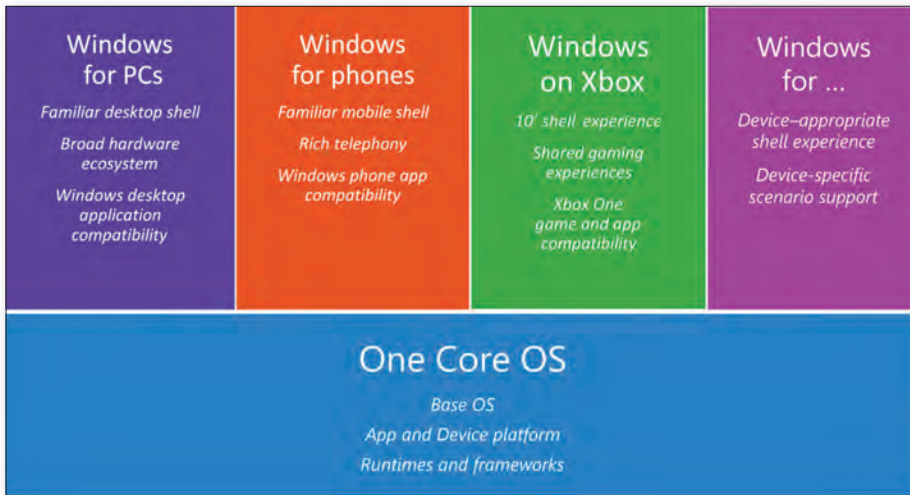 Windows
for PCs
Familiar desktop shell
Broad hardware
ecosystem
Windows desktop
application
compatibility
Windows
for phones
Familiar mobile shell
Rich telephony
Windows phone app
compatibility
Windows
on Xbox
10' shell experience
Shared gaming
experiences
Xbox One
game and app
compatibility
Windows
for ...
Device–appropriate
shell experience
Device-specific
scenario support
One Core OS
Base OS
App and Device platform
Runtimes and frameworks